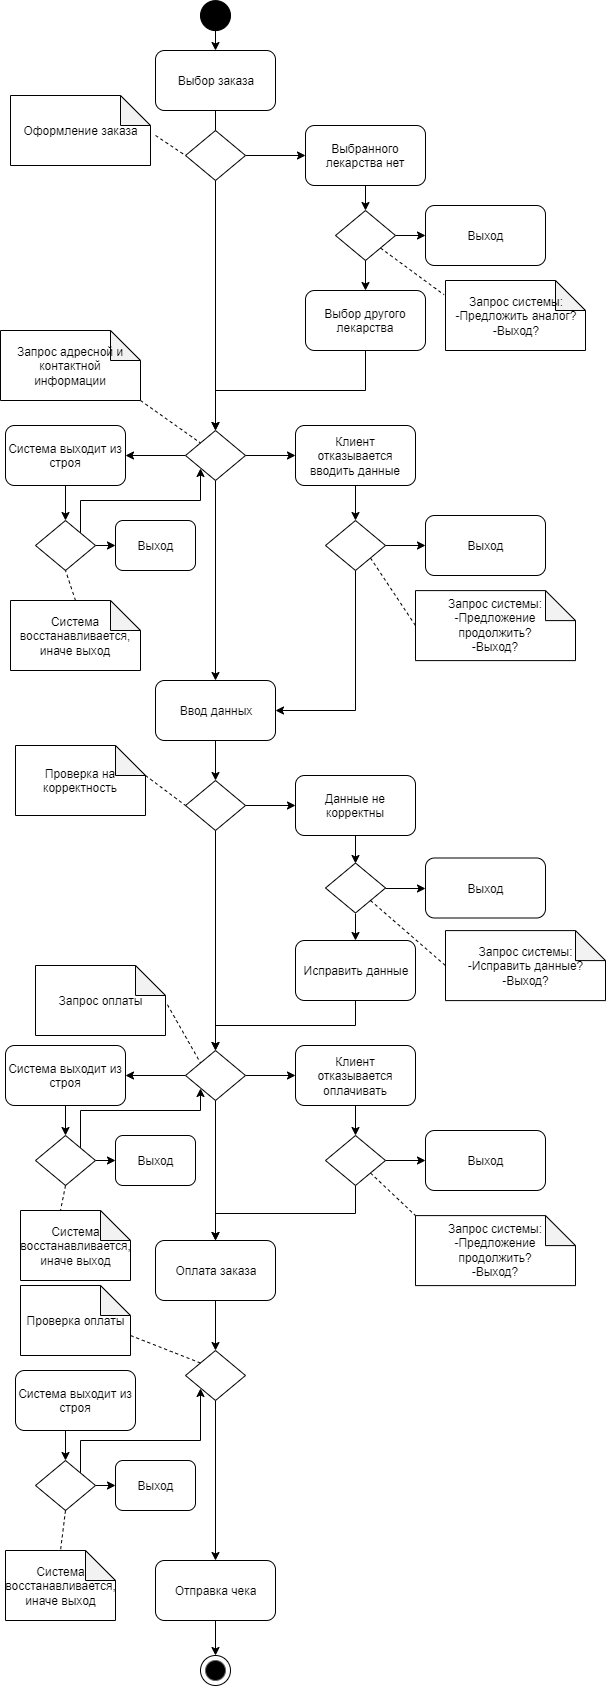 Выбор заказа
Оформление заказа
Выбранного
лекарства нет
Выход
Запрос системы:
-Предложить аналог?
-Выход?
Выбор другого
лекарства
Запрос адресной и
контактной
информации
Система выходит из
строя
Клиент
отказывается
вводить данные
Выход
Выход
Запрос системы:
-Предложение
продолжить?
-Выход?
Система
восстанавливается,
иначе выход
Ввод данных
Проверка на
корректность
Данные не
корректны
Выход
Запрос системы:
-Исправить данные?
-Выход?
Исправить данные
Запрос оплаты
Система выходит из
строя
Клиент
отказывается
оплачивать
Выход
Выход
Запрос системы:
-Предложение
продолжить?
-Выход?
Система
восстанавливается,
иначе выход
Оплата заказа
Проверка оплаты
Система выходит из
строя
Выход
Система
восстанавливается,
иначе выход
Отправка чека